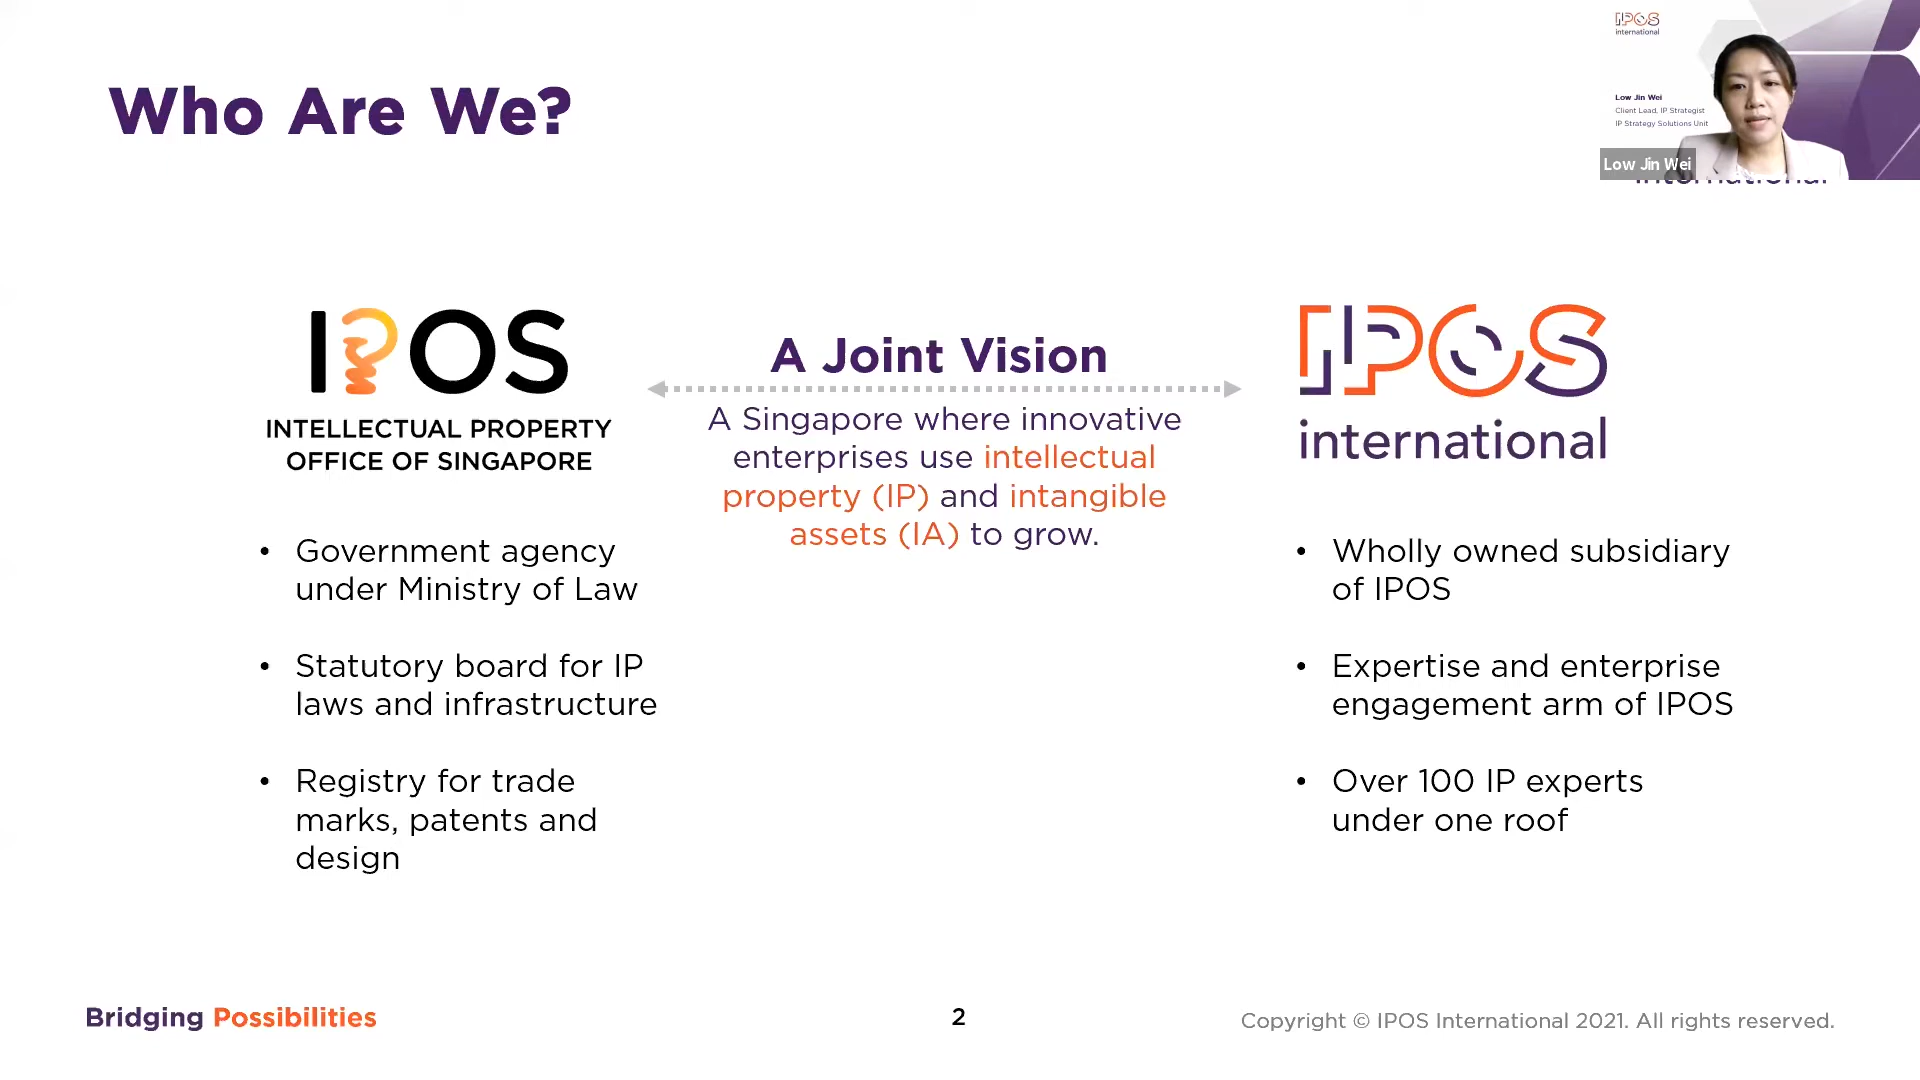 Who Are We?
IPOS
international
Low Jin Wei
Client Lead, IP Strategist
IP Strategy Solutions Unit
Low Jin Wei
international
IPOS
INTELLECTUAL PROPERTY
OFFICE OF SINGAPORE
• Government agency
under Ministry of Law
• Statutory board for IP
laws and infrastructure
• Registry for trade
marks, patents and
design
A Joint Vision
A Singapore where innovative
enterprises use intellectual
property (IP) and intangible
assets (IA) to grow.
IPOS
international
• Wholly owned subsidiary
of IPOS
• Expertise and enterprise
engagement arm of IPOS
• Over 100 IP experts
under one roof
Bridging Possibilities
2
Copyright © IPOS International 2021. All rights reserved.